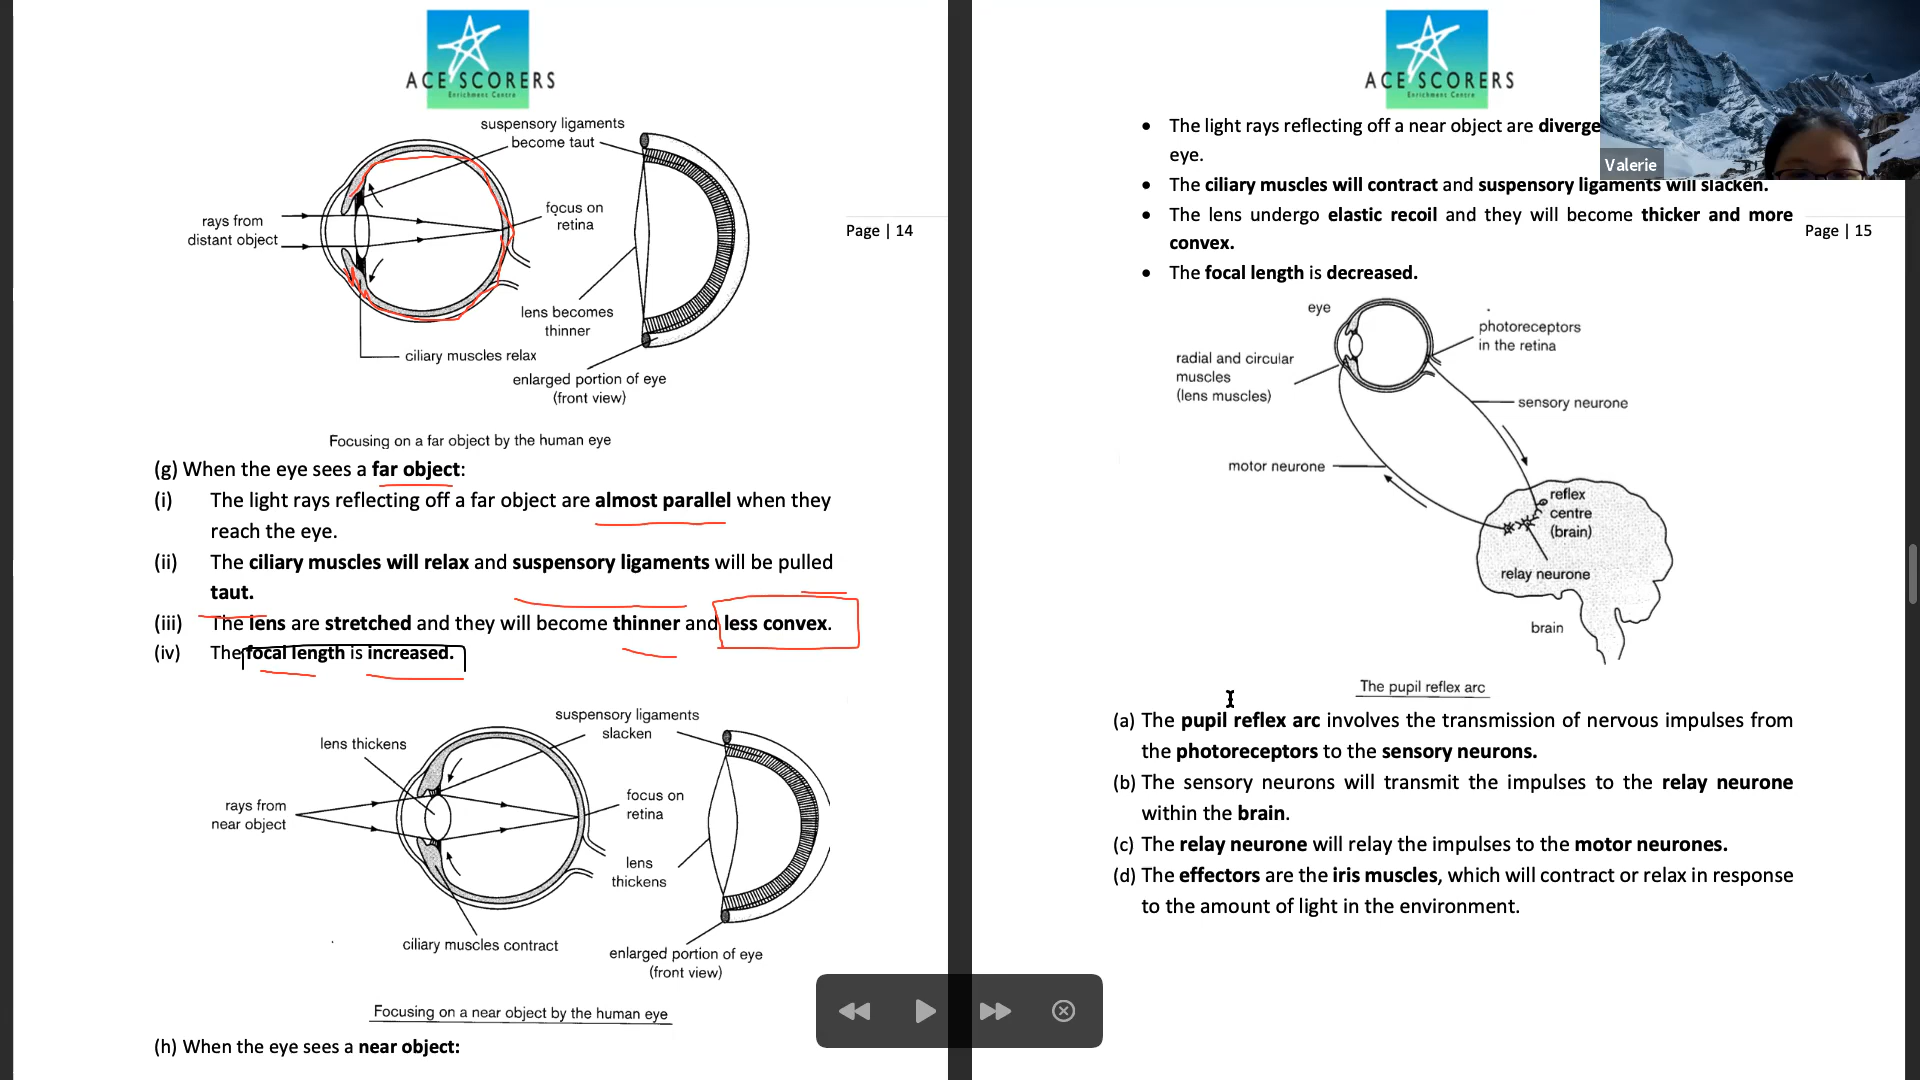 ACE SCORERS
Enrichment Centre
suspensory ligaments
become taut
rays from
distant object
focus on
retina
Page | 14
lens becomes
thinner
ciliary muscles relax
enlarged portion of eye
(front view)
Focusing on a far object by the human eye
(g) When the eye sees a far object:
(i) The light rays reflecting off a far object are almost parallel when they
reach the eye.
(ii) The ciliary muscles will relax and suspensory ligaments will be pulled
taut.
(iii) The lens are stretched and they will become thinner and less convex.
(iv) The focal length is increased.
suspensory ligaments
slacken
lens thickens
rays from
near object
focus on
retina
lens
thickens
ciliary muscles contract
enlarged portion of eye
(front view)
Focusing on a near object by the human eye
(h) When the eye sees a near object:
ACE SCORERS
Enrichment Centre
Valerie
• The light rays reflecting off a near object are diverge
eye.
• The ciliary muscles will contract and suspensory ligaments will slacken.
• The lens undergo elastic recoil and they will become thicker and more
convex.
Page | 15
• The focal length is decreased.
eye
photoreceptors
in the retina
radial and circular
muscles
(lens muscles)
sensory neurone
motor neurone
reflex
centre
(brain)
relay neurone
brain
The pupil reflex arc
(a) The pupil reflex arc involves the transmission of nervous impulses from
the photoreceptors to the sensory neurons.
(b) The sensory neurons will transmit the impulses to the relay neurone
within the brain.
(c) The relay neurone will relay the impulses to the motor neurones.
(d) The effectors are the iris muscles, which will contract or relax in response
to the amount of light in the environment.